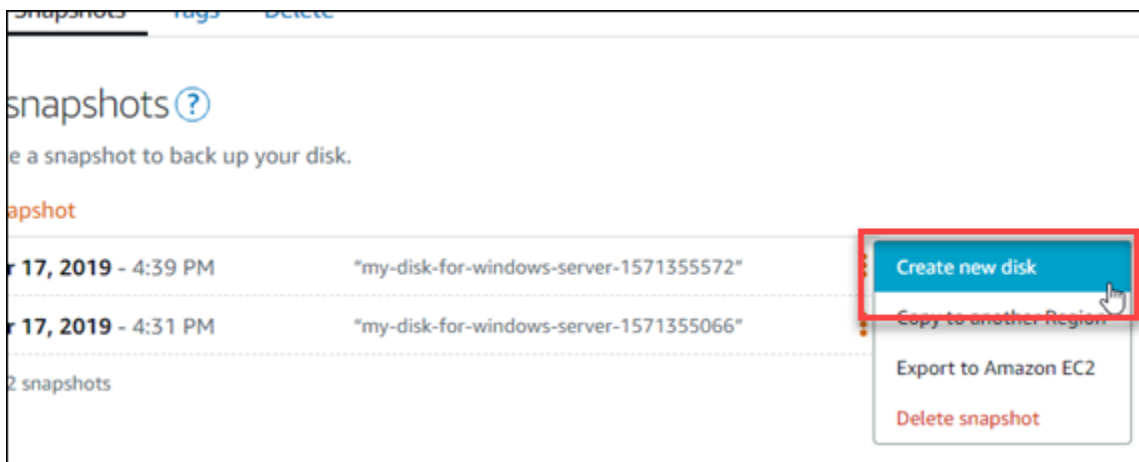 Snapshots Tags Delete
snapshots ?
e a snapshot to back up your disk.
apshot
r 17, 2019 - 4:39 PM "my-disk-for-windows-server-1571355572" Create new disk
Copy to another Region
r 17, 2019 - 4:31 PM "my-disk-for-windows-server-1571355066"
Export to Amazon EC2
2 snapshots
Delete snapshot